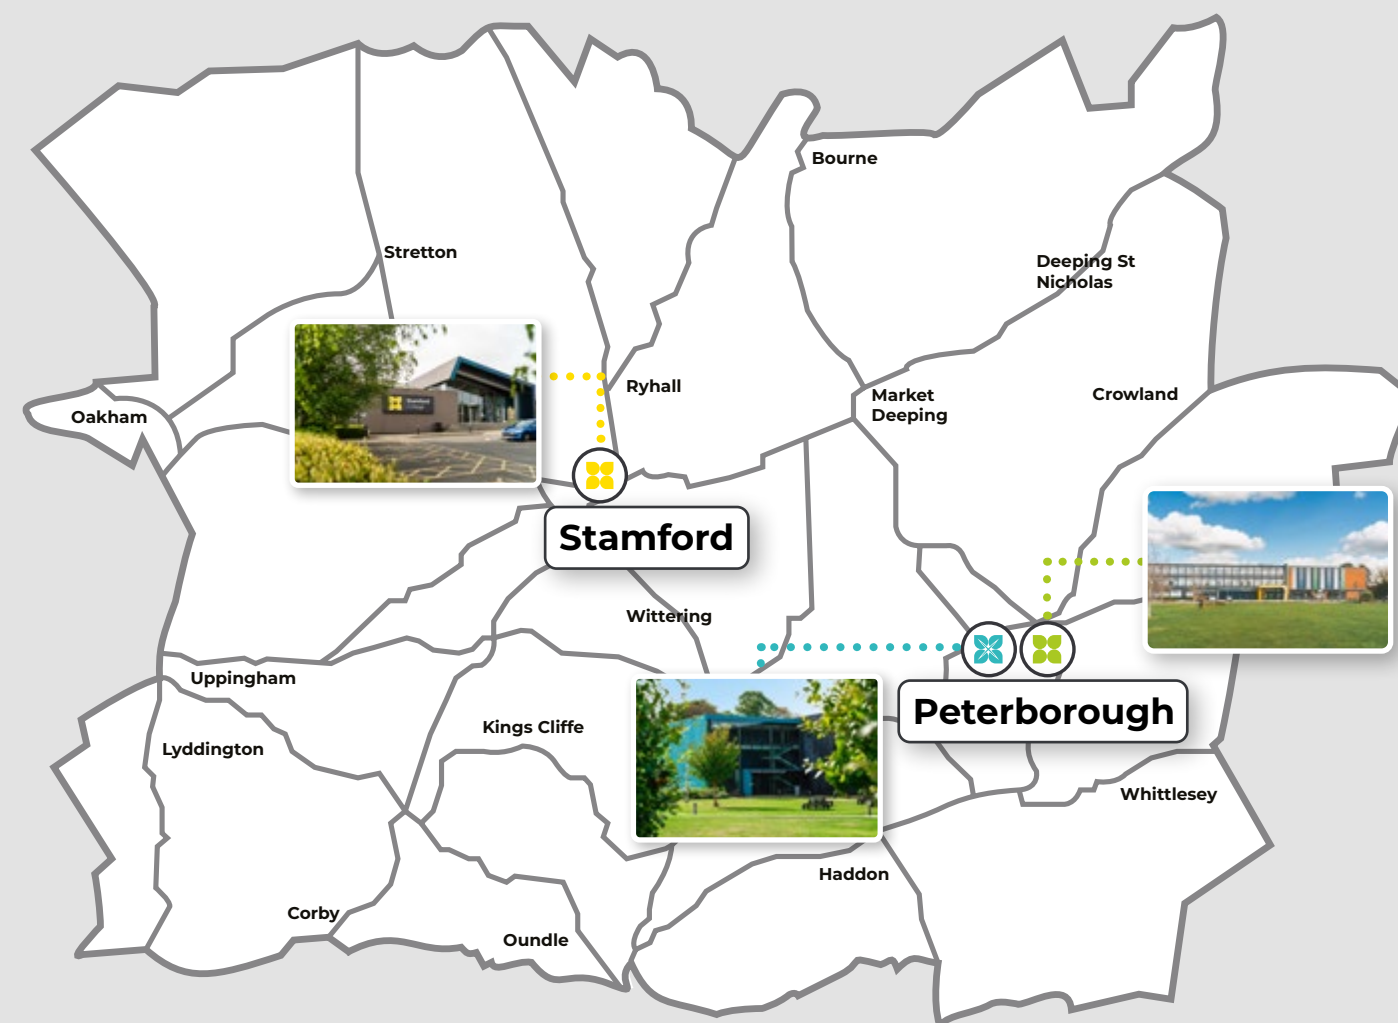 Bourne
Stretton
Deeping St
Nicholas
Ryhall
Market
Deeping
Crowland
Oakham
Stamford
Stamford
Wittering
Uppingham
Peterborough
Kings Cliffe
Lyddington
Whittlesey
Haddon
Corby
Oundle